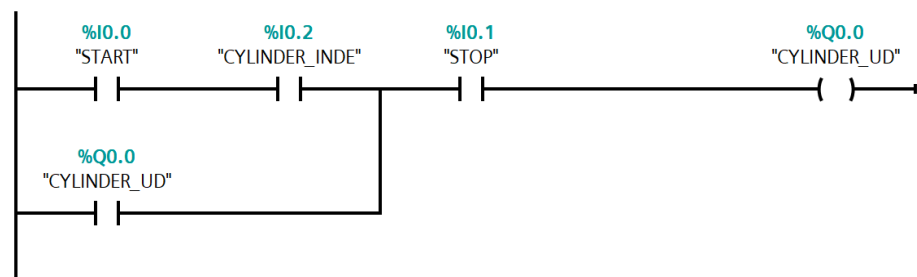 %I0.0 %I0.2 %I0.1 %Q0.0
"START" "CYLINDER_INDE" "STOP" "CYLINDER_UD"
%Q0.0
"CYLINDER_UD"